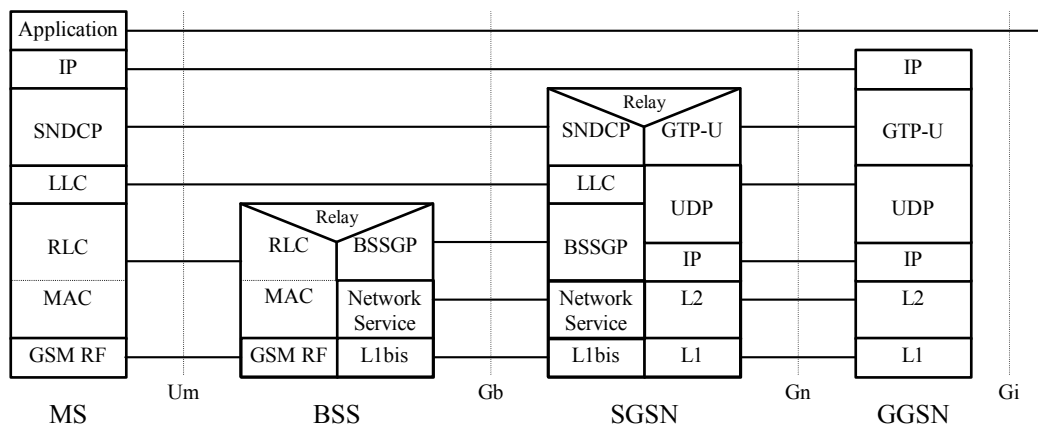 Application
IP
SNDCP
LLC
RLC
MAC
GSM RF
MS
Um
Relay
RLC
BSSGP
MAC
Network
Service
GSM RF
L1bis
BSS
Gb
Relay
SNDCP
GTP-U
LLC
UDP
BSSGP
IP
Network
Service
L2
L1bis
L1
SGSN
Gn
IP
GTP-U
UDP
IP
L2
L1
GGSN
Gi